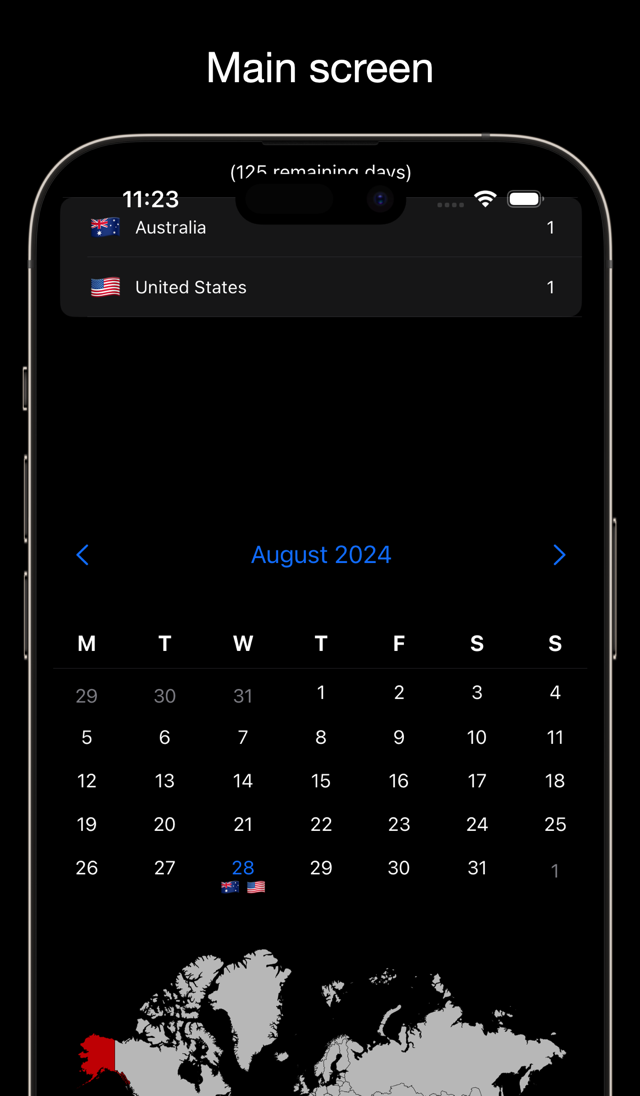 Main screen
(125 remaining days)
11:23
Australia 1
United States 1
August 2024
M T W T F S S
29 30 31 1 2 3 4
5 6 7 8 9 10 11
12 13 14 15 16 17 18
19 20 21 22 23 24 25
26 27 28 29 30 31 1